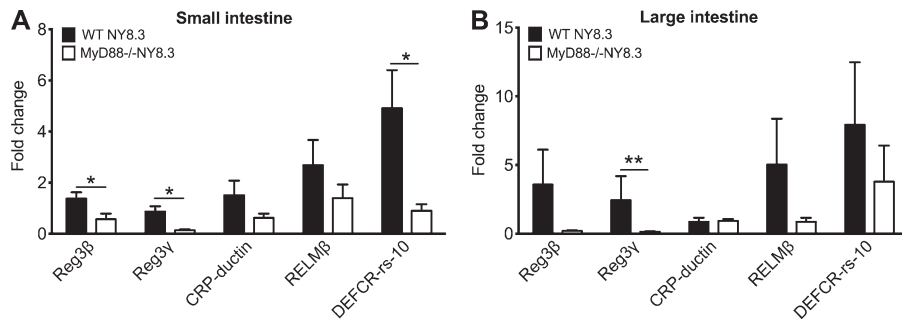 A
Small intestine
WT NY8.3
MyD88-/-NY8.3
Fold change
8
6
4
2
0
*
*
*
Reg3β
Reg3γ
CRP-ductin
RELMβ
DEFCR-rs-10
B
Large intestine
WT NY8.3
MyD88-/-NY8.3
Fold change
15
10
5
0
**
Reg3β
Reg3γ
CRP-ductin
RELMβ
DEFCR-rs-10